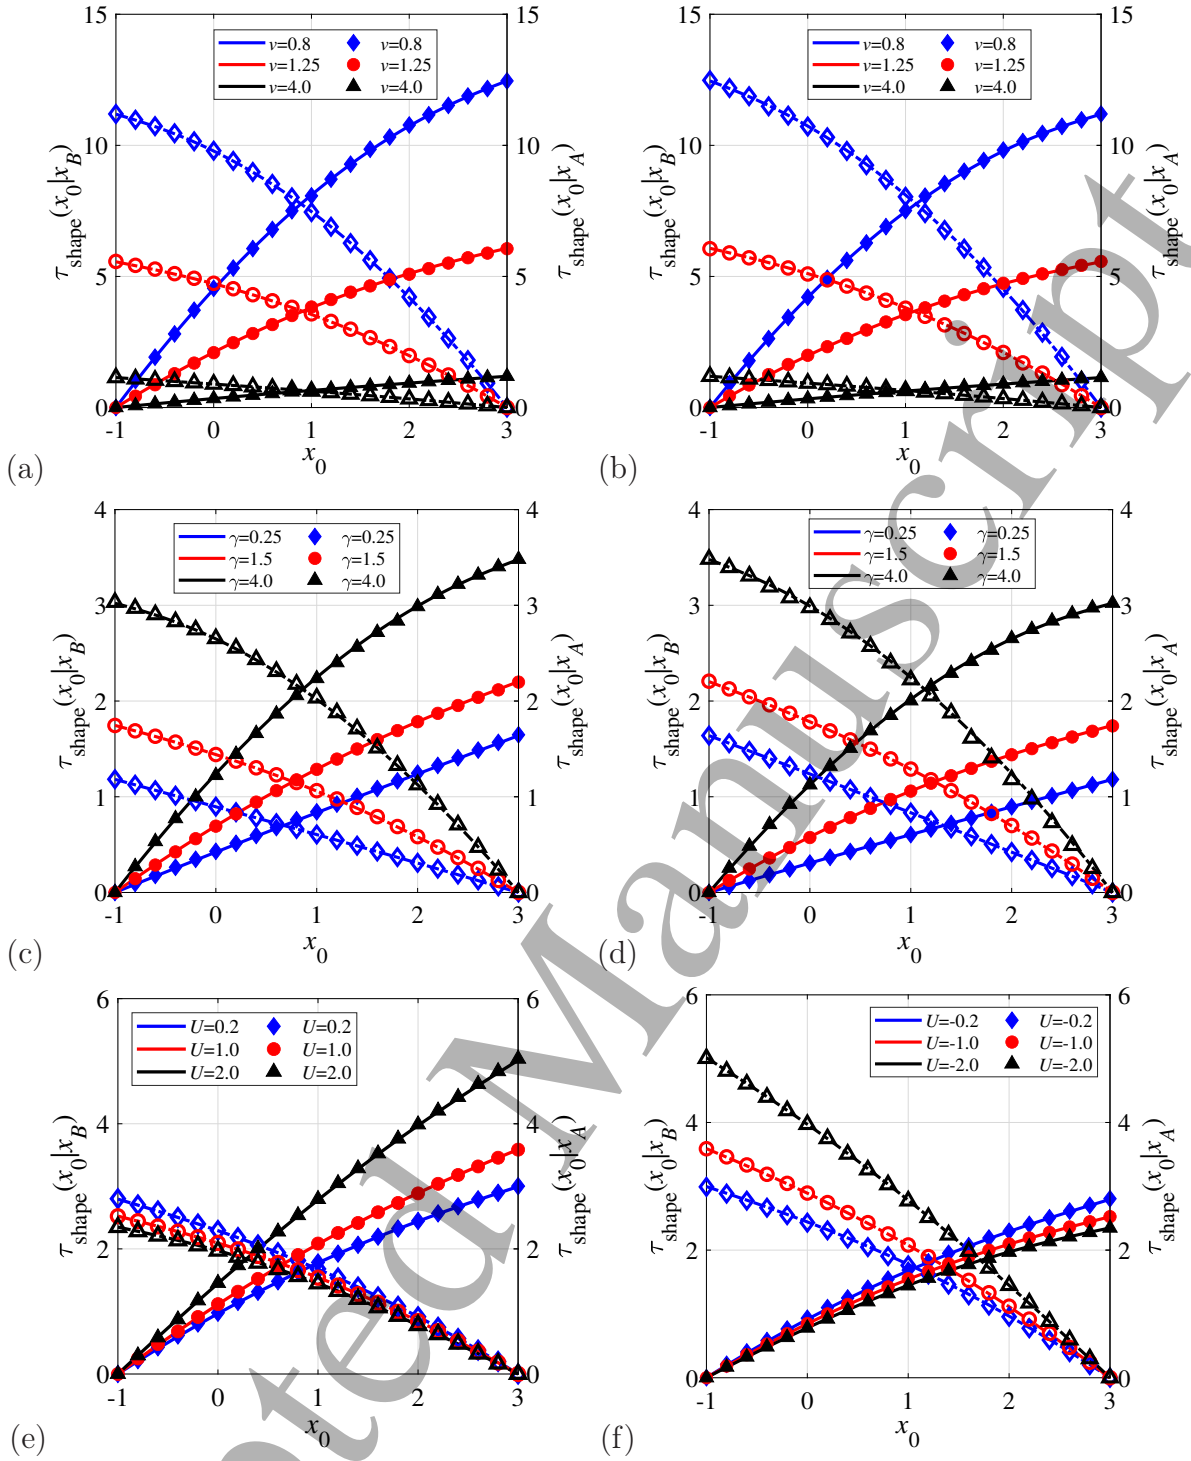 15
10
5
0
-1 0 1 2 3
15
10
5
0
τshape(x0|xB)
τshape(x0|xA)
x0
v=0.8 v=0.8
v=1.25 v=1.25
v=4.0 v=4.0
(a)
15
10
5
0
-1 0 1 2 3
15
10
5
0
τshape(x0|xB)
τshape(x0|xA)
x0
v=0.8 v=0.8
v=1.25 v=1.25
v=4.0 v=4.0
(b)
4
3
2
1
0
-1 0 1 2 3
4
3
2
1
0
τshape(x0|xB)
τshape(x0|xA)
x0
γ=0.25 γ=0.25
γ=1.5 γ=1.5
γ=4.0 γ=4.0
(c)
4
3
2
1
0
-1 0 1 2 3
4
3
2
1
0
τshape(x0|xB)
τshape(x0|xA)
x0
γ=0.25 γ=0.25
γ=1.5 γ=1.5
γ=4.0 γ=4.0
(d)
6
4
2
0
-1 0 1 2 3
6
4
2
0
τshape(x0|xB)
τshape(x0|xA)
x0
U=0.2 U=0.2
U=1.0 U=1.0
U=2.0 U=2.0
(e)
6
4
2
0
-1 0 1 2 3
6
4
2
0
τshape(x0|xB)
τshape(x0|xA)
x0
U=-0.2 U=-0.2
U=-1.0 U=-1.0
U=-2.0 U=-2.0
(f)
pted Manuscript